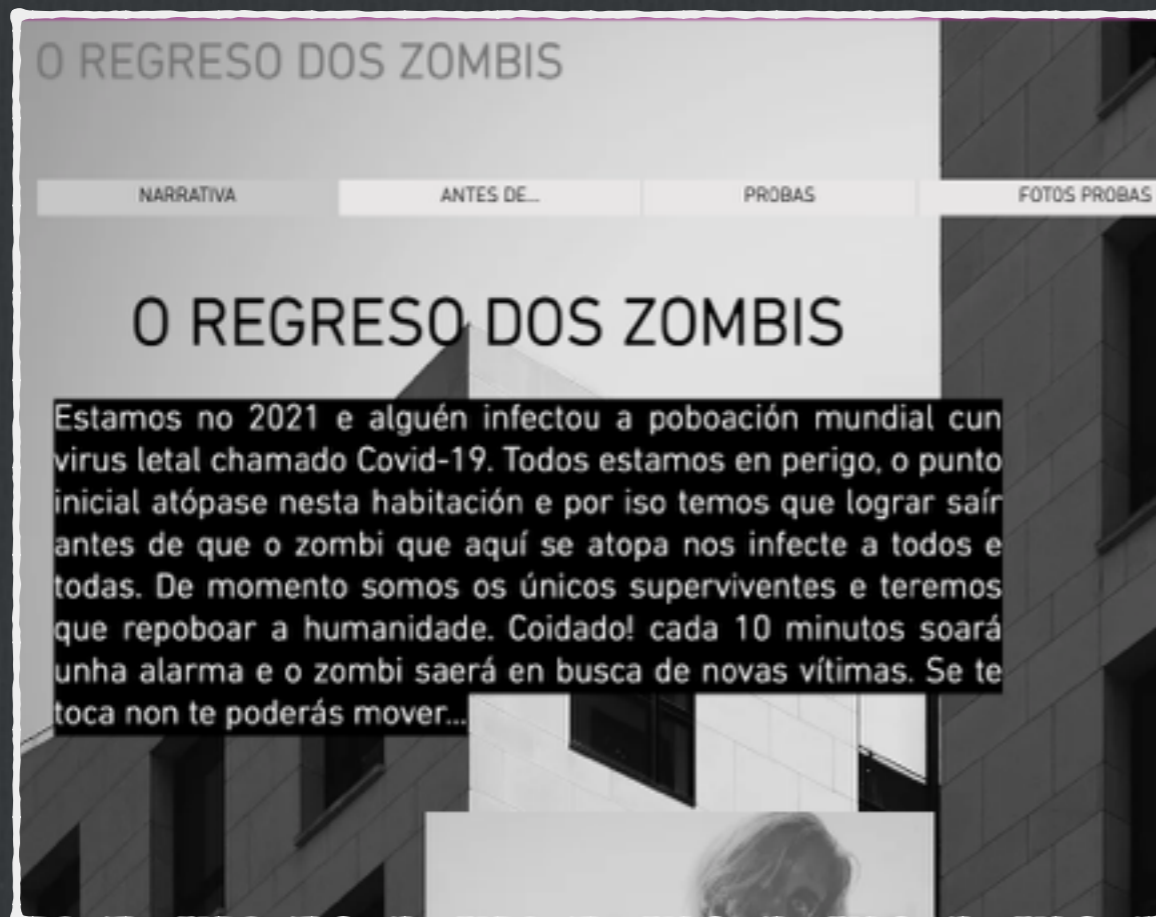 O REGRESO DOS ZOMBIS
NARRATIVA ANTES DE... PROBAS FOTOS PROBAS
O REGRESO DOS ZOMBIS
Estamos no 2021 e alguén infectou a poboación mundial cun
virus letal chamado Covid-19. Todos estamos en perigo, o punto
inicial atópase nesta habitación e por iso temos que lograr saír
antes de que o zombi que aquí se atopa nos infecte a todos e
todas. De momento somos os únicos superviventes e teremos
que repoboar a humanidade. Coidado! cada 10 minutos soará
unha alarma e o zombi saerá en busca de novas vítimas. Se te
toca non te poderás mover...